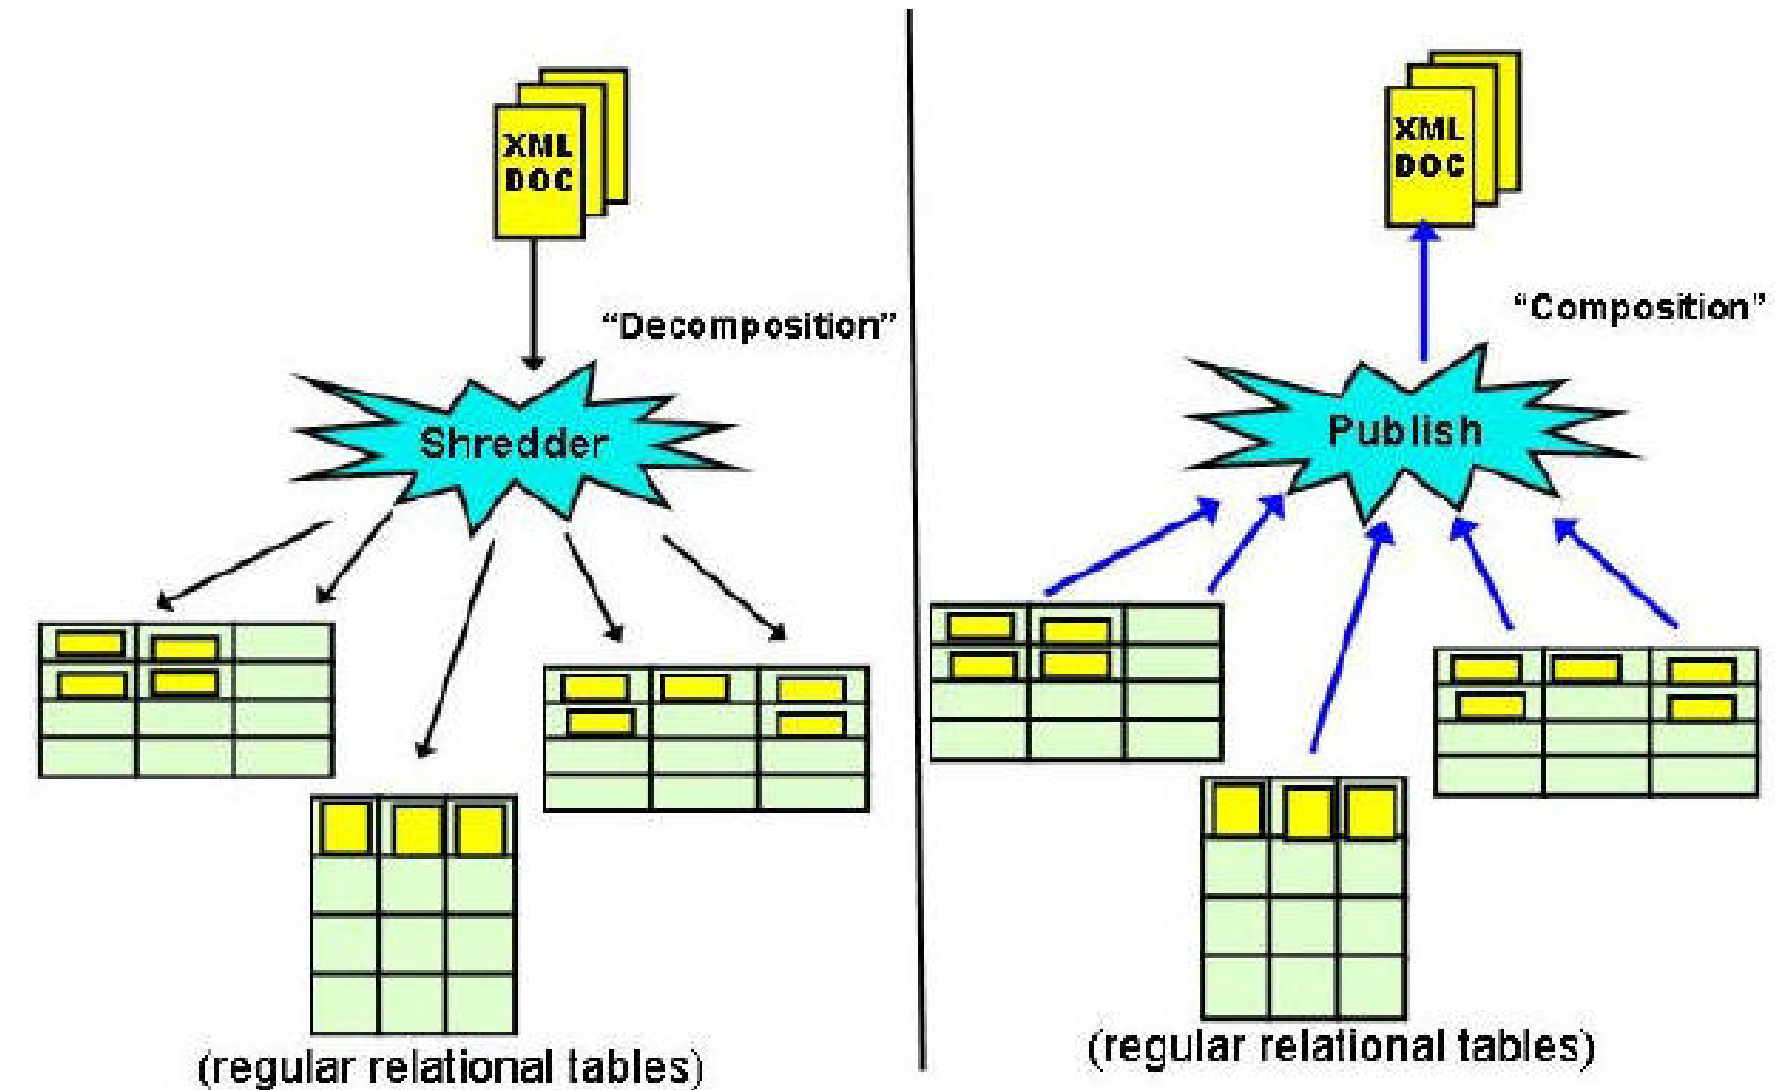 XML
DOC
“Decomposition”
Shredder
(regular relational tables)
XML
DOC
“Composition”
Publish
(regular relational tables)